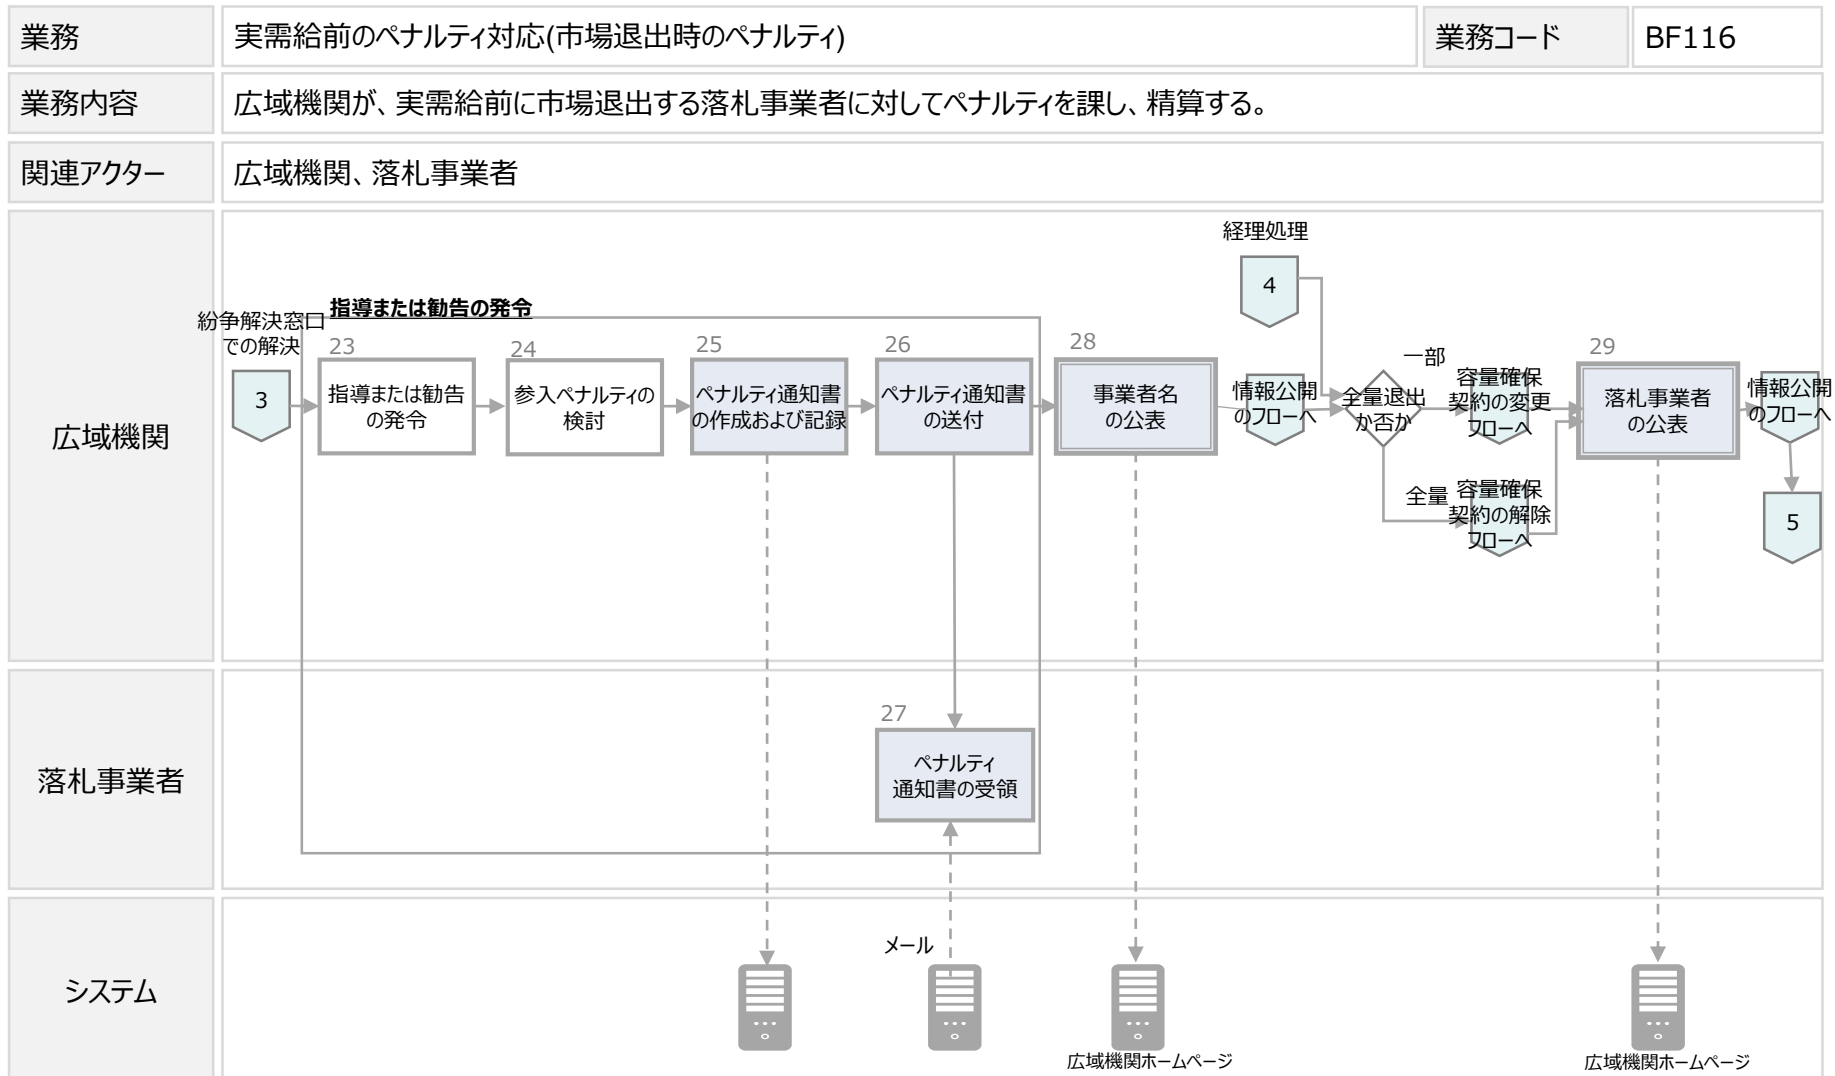 業務
実需給前のペナルティ対応(市場退出時のペナルティ)
業務コード
BF116
業務内容
広域機関が、実需給前に市場退出する落札事業者に対してペナルティを課し、精算する。
関連アクター
広域機関、落札事業者
広域機関
紛争解決窓口
での解決
3
指導または勧告の発令
23
指導または勧告
の発令
24
参入ペナルティの
検討
25
ペナルティ通知書
の作成および記録
26
ペナルティ通知書
の送付
28
事業者名
の公表
情報公開
のフローへ
経理処理
4
全量退出
か否か
一部
容量確保
契約の変更
フローへ
全量
容量確保
契約の解除
フローへ
29
落札事業者
の公表
情報公開
のフローへ
5
落札事業者
27
ペナルティ
通知書の受領
システム
メール
広域機関ホームページ
広域機関ホームページ